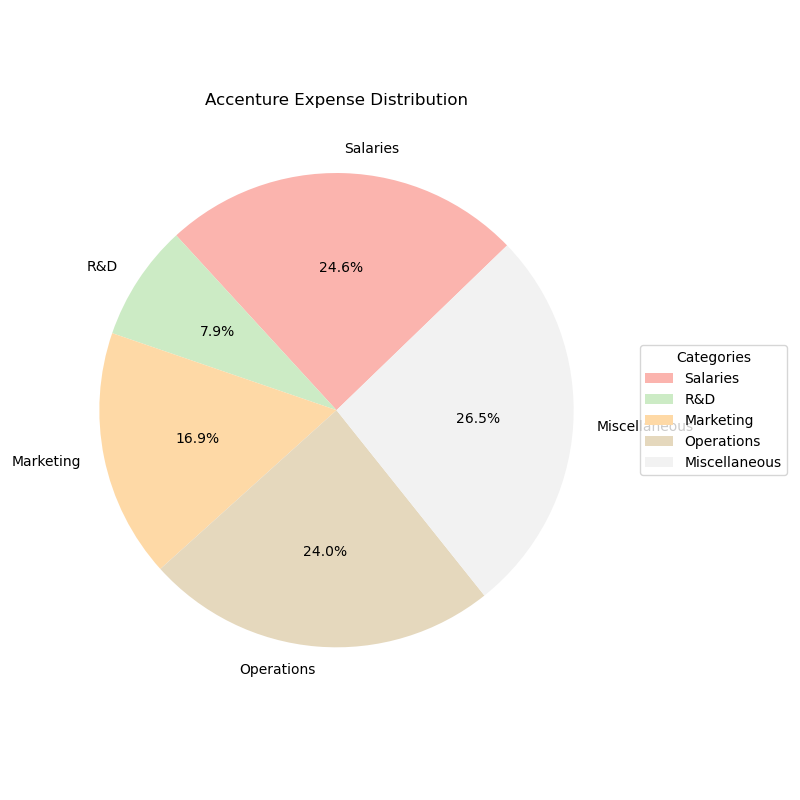 Accenture Expense Distribution
Salaries
24.6%
R&D
7.9%
Marketing
16.9%
Operations
24.0%
Miscellaneous
26.5%
Categories
Salaries
R&D
Marketing
Operations
Miscellaneous